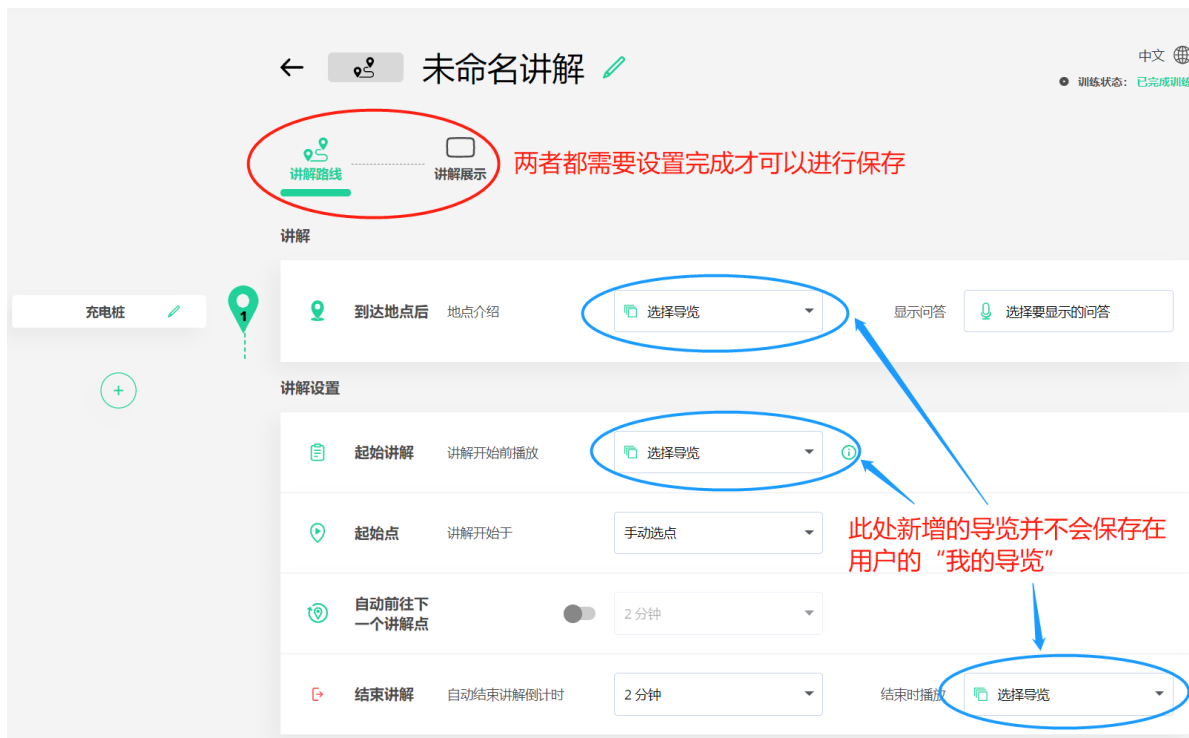 未命名讲解
中文
训练状态： 已完成训练
讲解路线
讲解展示
两者都需要设置完成才可以进行保存
讲解
充电桩
1
到达地点后 地点介绍 选择导览 显示问答 选择要显示的问答
讲解设置
起始讲解 讲解开始前播放 选择导览
起始点 讲解开始于 手动选点
此处新增的导览并不会保存在
用户的“我的导览”
自动前往下
一个讲解点
2 分钟
结束讲解 自动结束讲解倒计时 2 分钟 结束时播放 选择导览